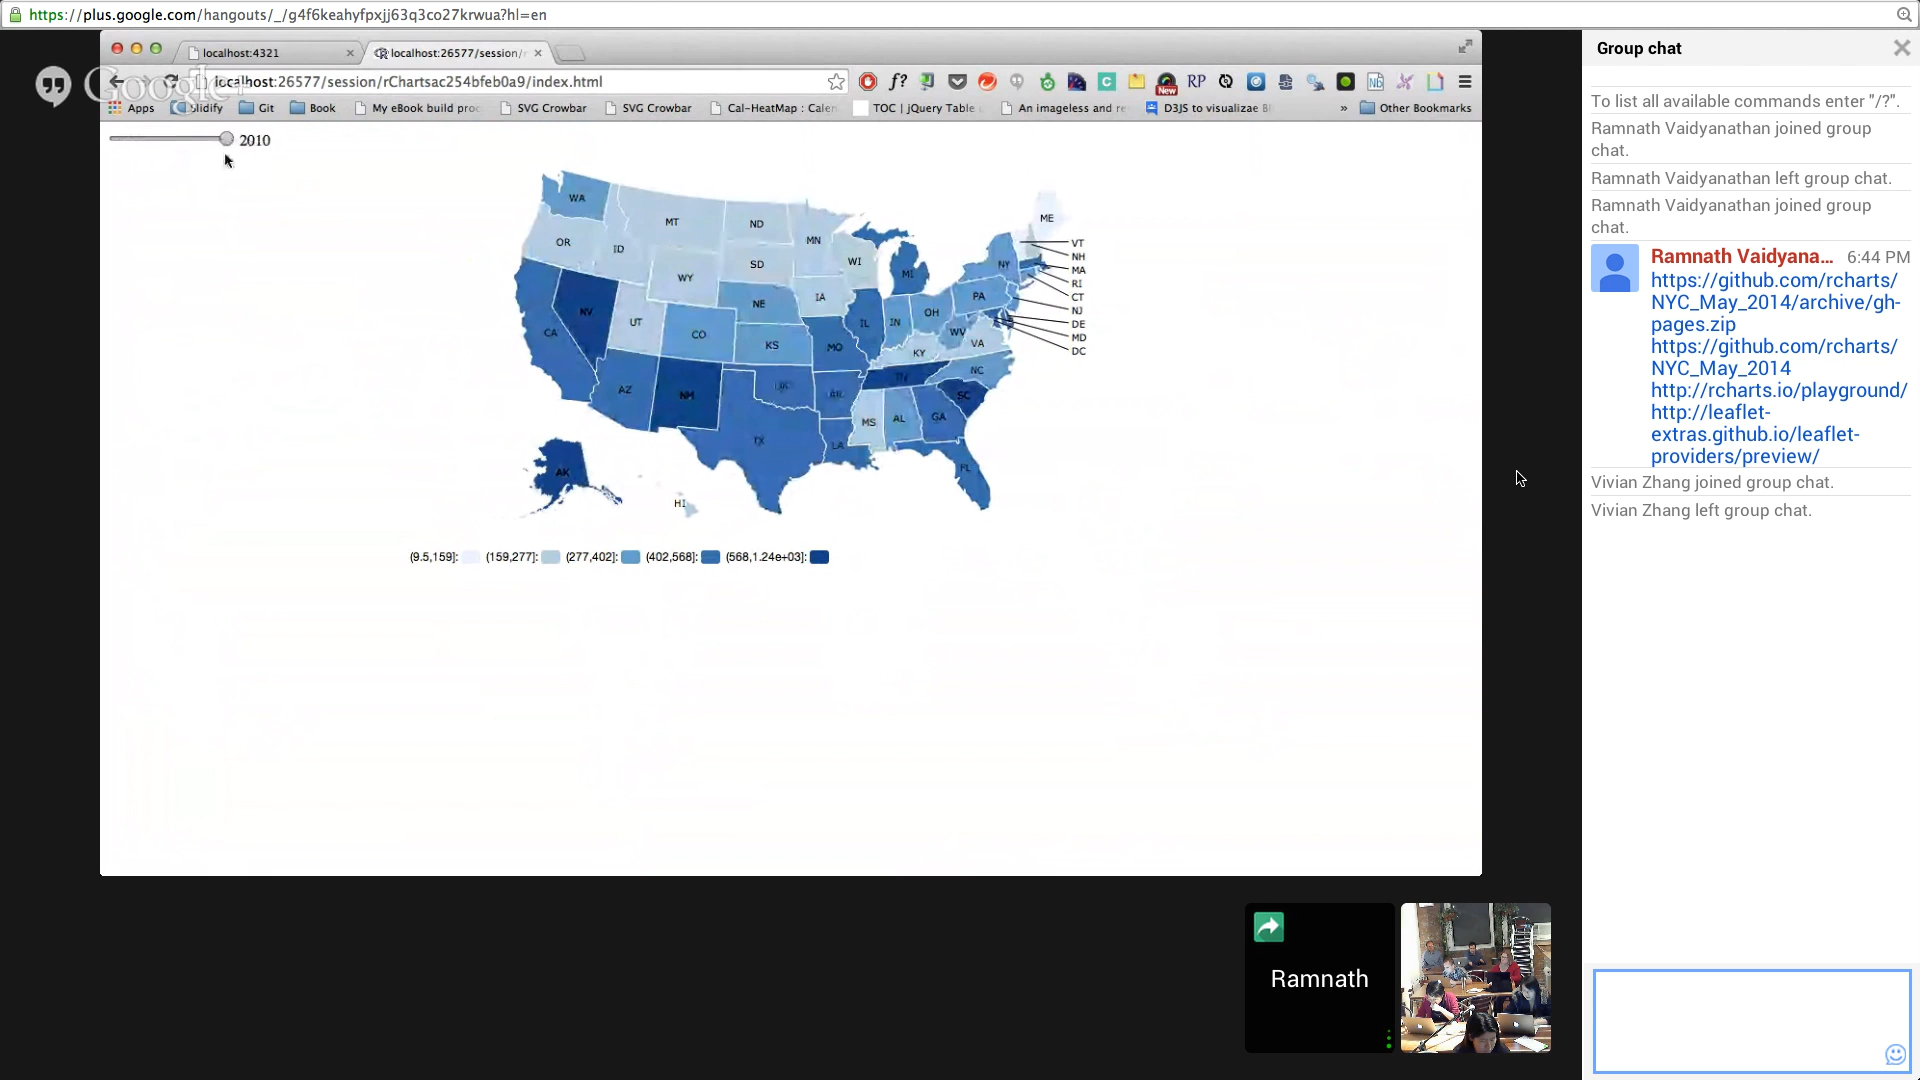 https://plus.google.com/hangouts/_/g4f6keahyfpxjj63q3co27krwua?hl=en
localhost:4321
localhost:26577/session/
Google+
localhost:26577/session/rChartsac254bfeb0a9/index.html
Apps
Slidify
Git
Book
My eBook build proc
SVG Crowbar
SVG Crowbar
Cal-HeatMap : Calen
TOC | jQuery Table
An imageless and re
D3JS to visualizae
»
Other Bookmarks
f?
C
New
RP
Nb
2010
WA
MT
ND
MN
ME
OR
ID
SD
WI
NY
VT
NH
MA
RI
CT
NJ
DE
MD
DC
WY
MI
IA
PA
NE
NV
UT
CO
IL
IN
OH
WV
VA
CA
KS
MO
KY
AZ
NM
OK
AR
TN
NC
SC
MS
AL
GA
TX
LA
FL
AK
HI
(9.5,159]: (159,277]: (277,402]: (402,568]: (568,1.24e+03]:
Group chat
To list all available commands enter "/?".
Ramnath Vaidyanathan joined group
chat.
Ramnath Vaidyanathan left group chat.
Ramnath Vaidyanathan joined group
chat.
Ramnath Vaidyana... 6:44 PM
https://github.com/rcharts/
NYC_May_2014/archive/gh-
pages.zip
https://github.com/rcharts/
NYC_May_2014
http://rcharts.io/playground/
http://leaflet-
extras.github.io/leaflet-
providers/preview/
Vivian Zhang joined group chat.
Vivian Zhang left group chat.
Ramnath